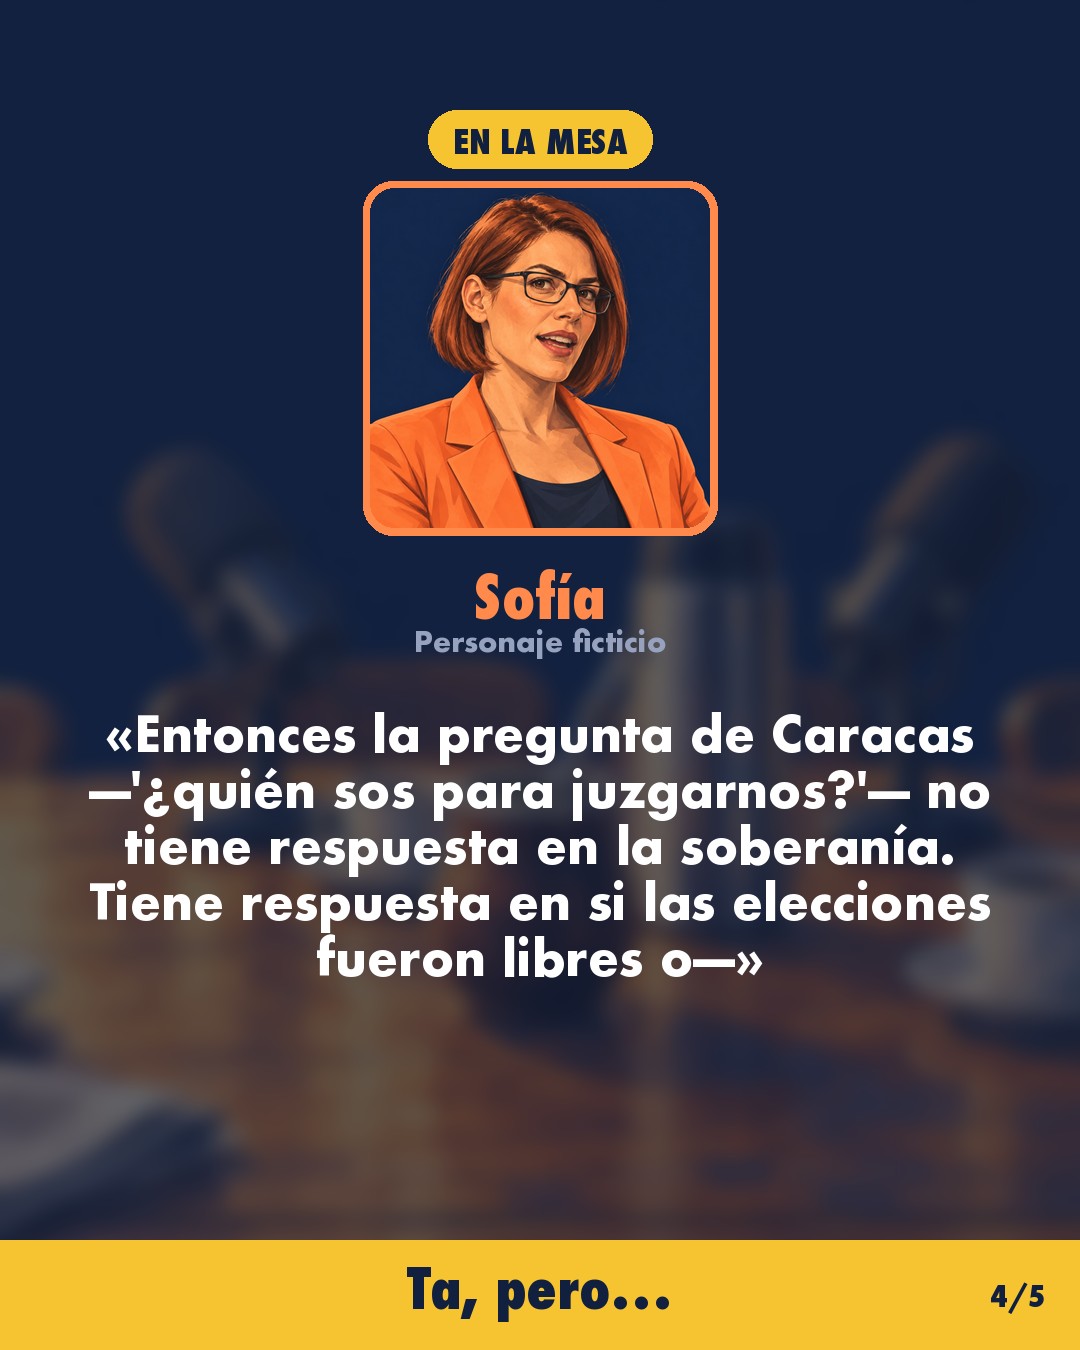 EN LA MESA
Sofía
Personaje ficticio
«Entonces la pregunta de Caracas
—'¿quién sos para juzgarnos?'— no
tiene respuesta en la soberanía.
Tiene respuesta en si las elecciones
fueron libres o—»
Ta, pero...
4/5